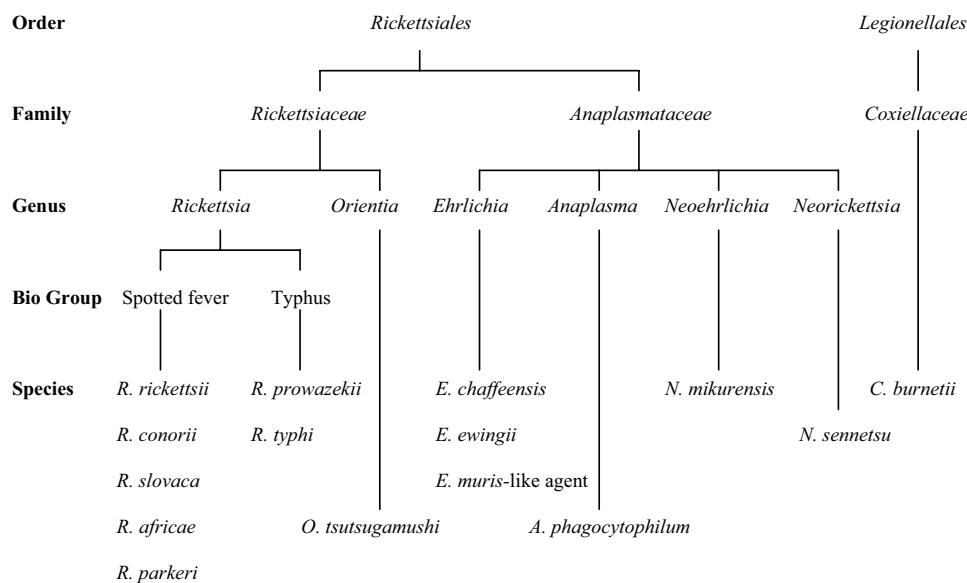 Order Rickettsiales Legionellales
Family Rickettsiaceae Anaplasmataceae Coxiellaceae
Genus Rickettsia Orientia Ehrlichia Anaplasma Neoehrlichia Neorickettsia
Bio Group Spotted fever Typhus
Species R. rickettsii R. prowazekii E. chaffeensis N. mikurensis C. burnetii
R. conorii R. typhi E. ewingii N. sennetsu
R. slovaca E. muris-like agent
R. africae O. tsutsugamushi A. phagocytophilum
R. parkeri